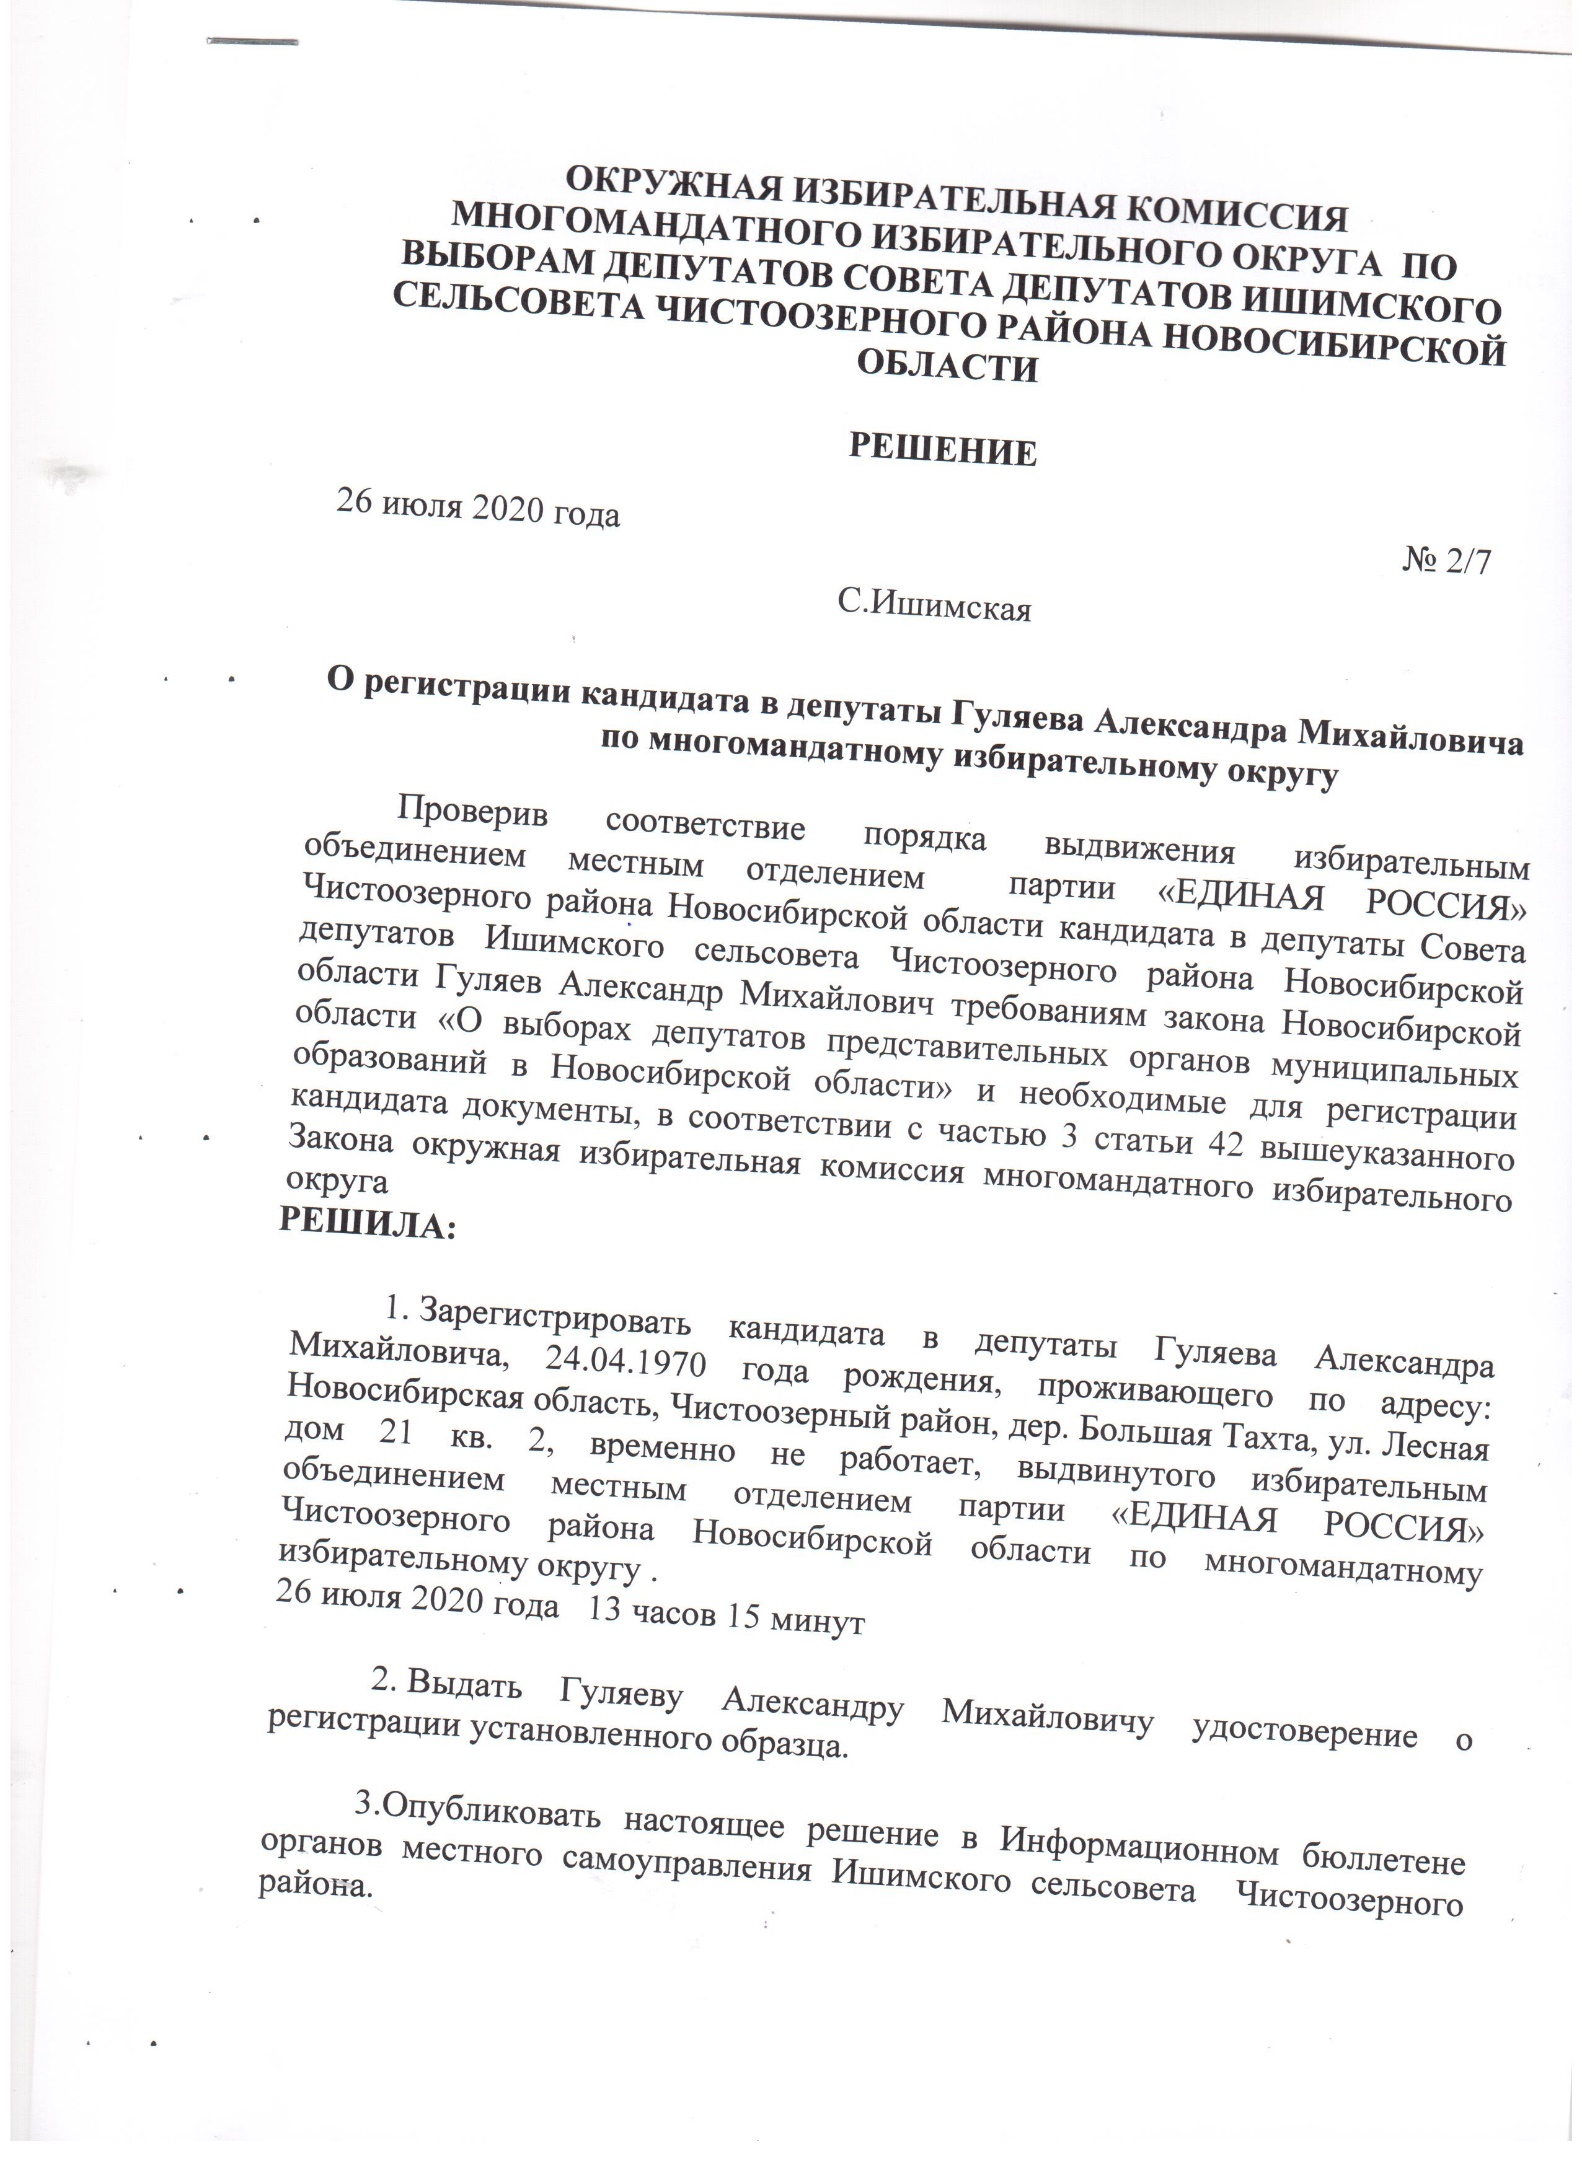 ОКРУЖНАЯ ИЗБИРАТЕЛЬНАЯ КОМИССИЯ
МНОГОМАНДАТНОГО ИЗБИРАТЕЛЬНОГО ОКРУГА ПО
ВЫБОРАМ ДЕПУТАТОВ СОВЕТА ДЕПУТАТОВ ИШИМСКОГО
СЕЛЬСОВЕТА ЧИСТООЗЕРНОГО РАЙОНА НОВОСИБИРСКОЙ
ОБЛАСТИ
РЕШЕНИЕ
26 июля 2020 года
№ 2/7
С.Ишимская
О регистрации кандидата в депутаты Гуляева Александра Михайловича
по многомандатному избирательному округу
Проверив соответствие порядка выдвижения избирательным
объединением местным отделением партии «ЕДИНАЯ РОССИЯ»
Чистоозерного района Новосибирской области кандидата в депутаты Совета
депутатов Ишимского сельсовета Чистоозерного района Новосибирской
области Гуляев Александр Михайлович требованиям закона Новосибирской
области «О выборах депутатов представительных органов муниципальных
образований в Новосибирской области» и необходимые для регистрации
кандидата документы, в соответствии с частью 3 статьи 42 вышеуказанного
Закона окружная избирательная комиссия многомандатного избирательного
округа
РЕШИЛА:
1. Зарегистрировать кандидата в депутаты Гуляева Александра
Михайловича, 24.04.1970 года рождения, проживающего по адресу:
Новосибирская область, Чистоозерный район, дер. Большая Тахта, ул. Лесная
дом 21 кв. 2, временно не работает, выдвинутого избирательным
объединением местным отделением партии «ЕДИНАЯ РОССИЯ»
Чистоозерного района Новосибирской области по многомандатному
избирательному округу .
26 июля 2020 года 13 часов 15 минут
2. Выдать Гуляеву Александру Михайловичу удостоверение о
регистрации установленного образца.
3.Опубликовать настоящее решение в Информационном бюллетене
органов местного самоуправления Ишимского сельсовета Чистоозерного
района.